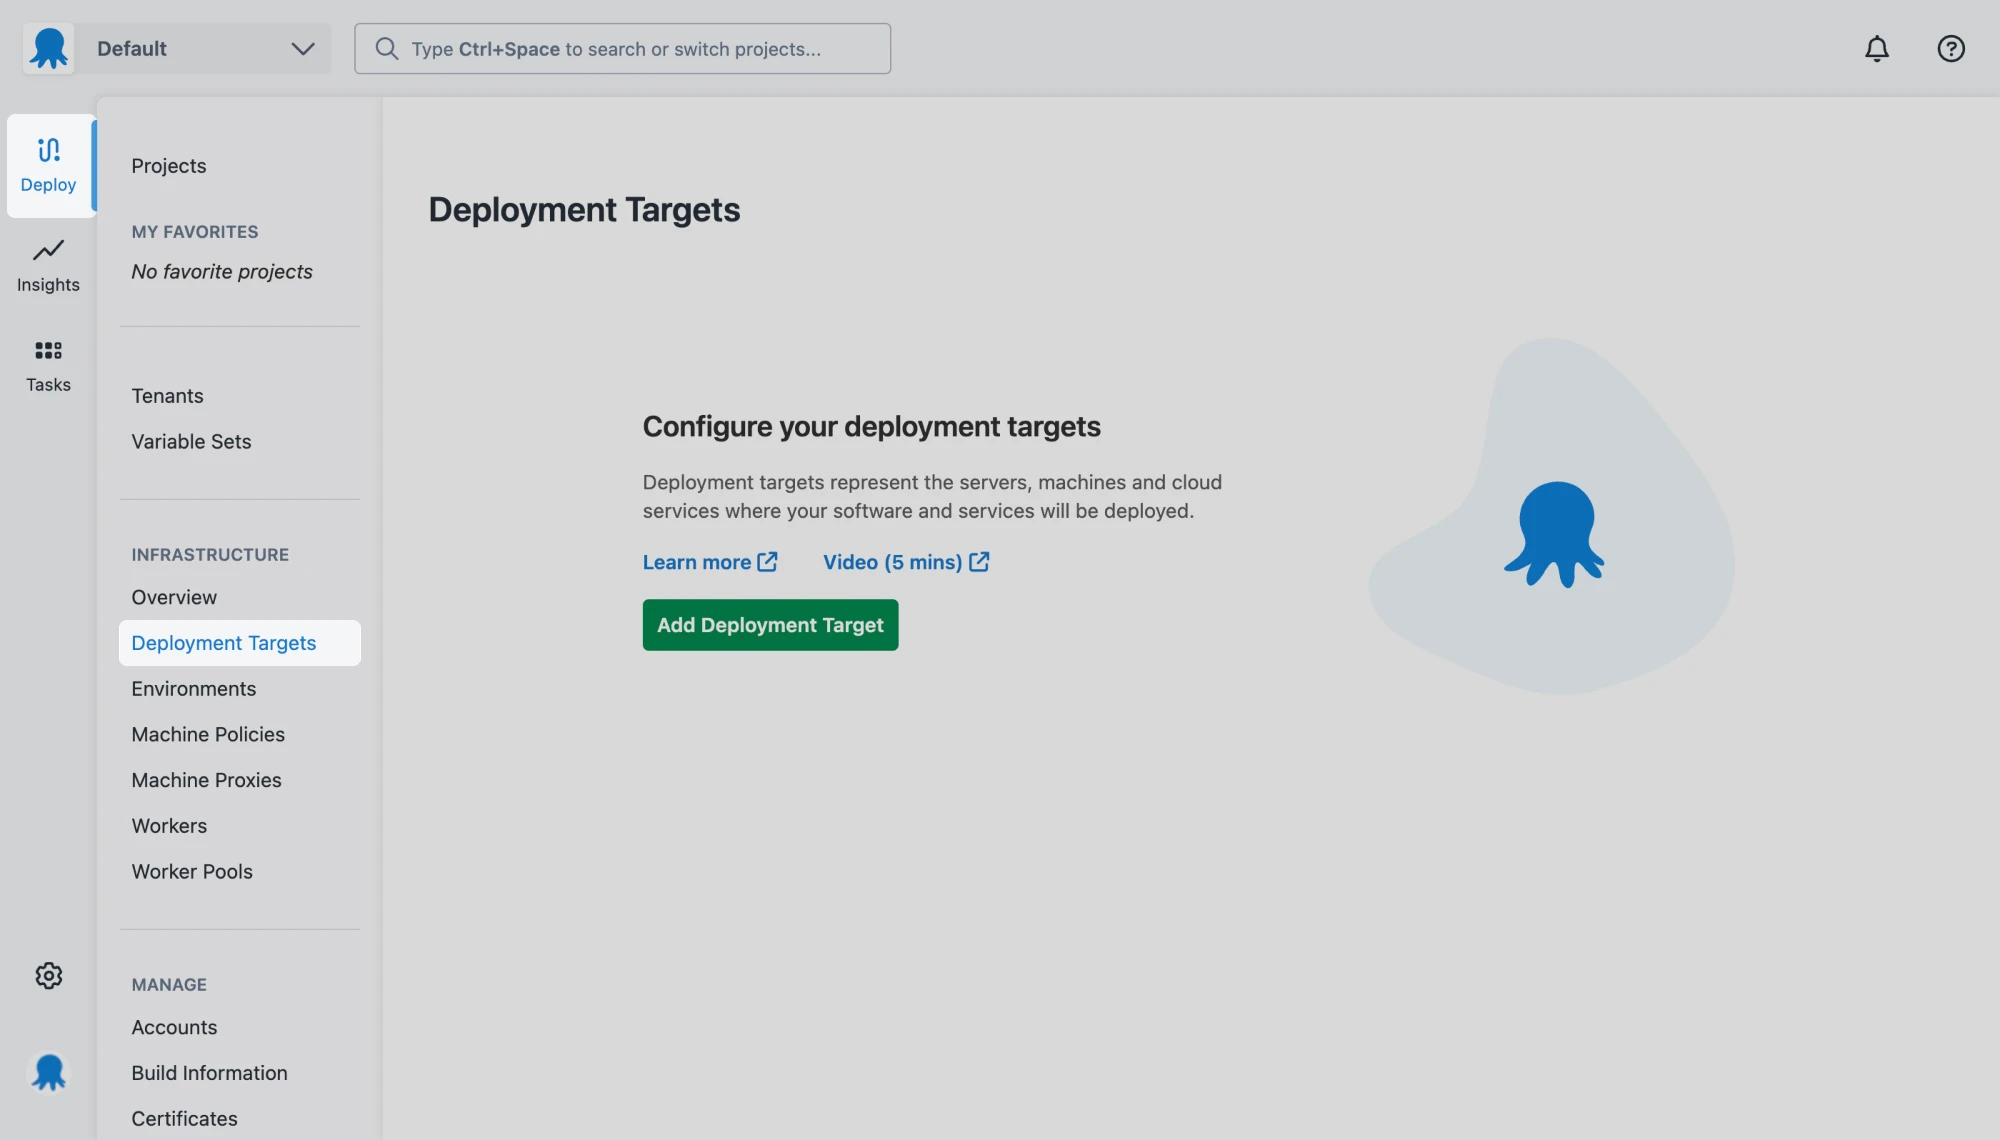 Default
Type Ctrl+Space to search or switch projects...
Deploy
Insights
Tasks
Projects
MY FAVORITES
No favorite projects
Tenants
Variable Sets
INFRASTRUCTURE
Overview
Deployment Targets
Environments
Machine Policies
Machine Proxies
Workers
Worker Pools
MANAGE
Accounts
Build Information
Certificates
Deployment Targets
Configure your deployment targets
Deployment targets represent the servers, machines and cloud
services where your software and services will be deployed.
Learn more Video (5 mins)
Add Deployment Target